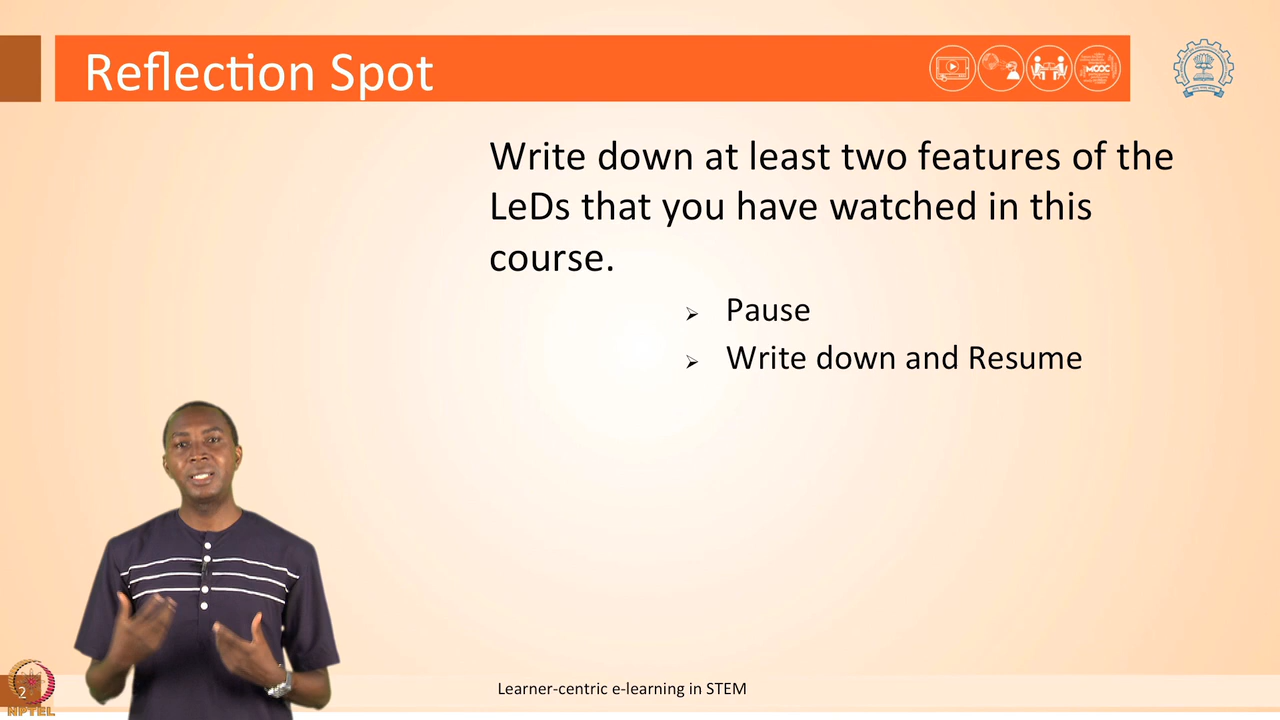 Reflection Spot
MOOC
Write down at least two features of the
LeDs that you have watched in this
course.
➢ Pause
➢ Write down and Resume
2
NPTEL
Learner-centric e-learning in STEM